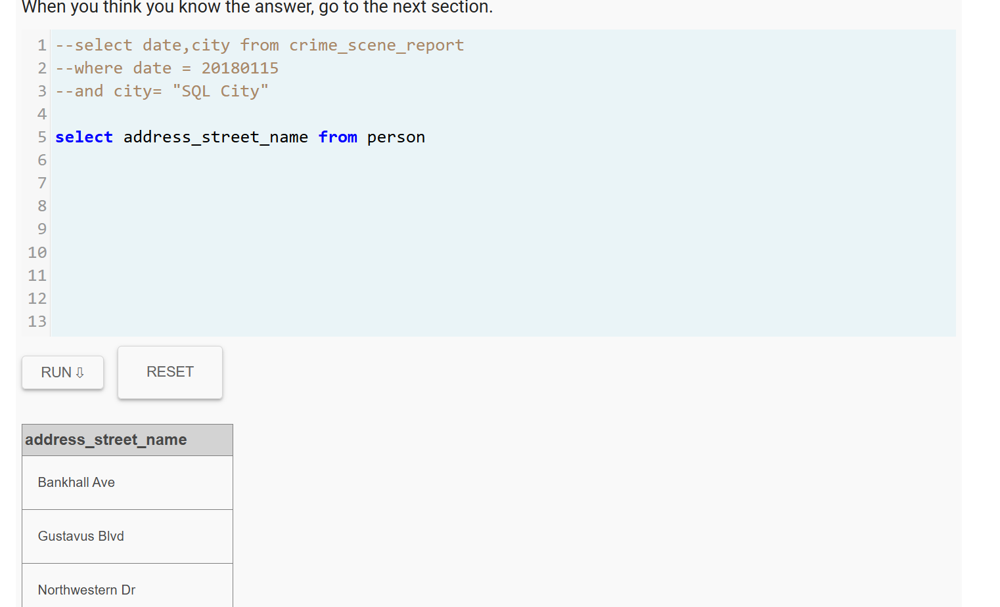 When you think you know the answer, go to the next section.
1 --select date,city from crime_scene_report
2 --where date = 20180115
3 --and city= "SQL City"
4
5 select address_street_name from person
6
7
8
9
10
11
12
13
RUN ⇩ RESET
address_street_name
Bankhall Ave
Gustavus Blvd
Northwestern Dr